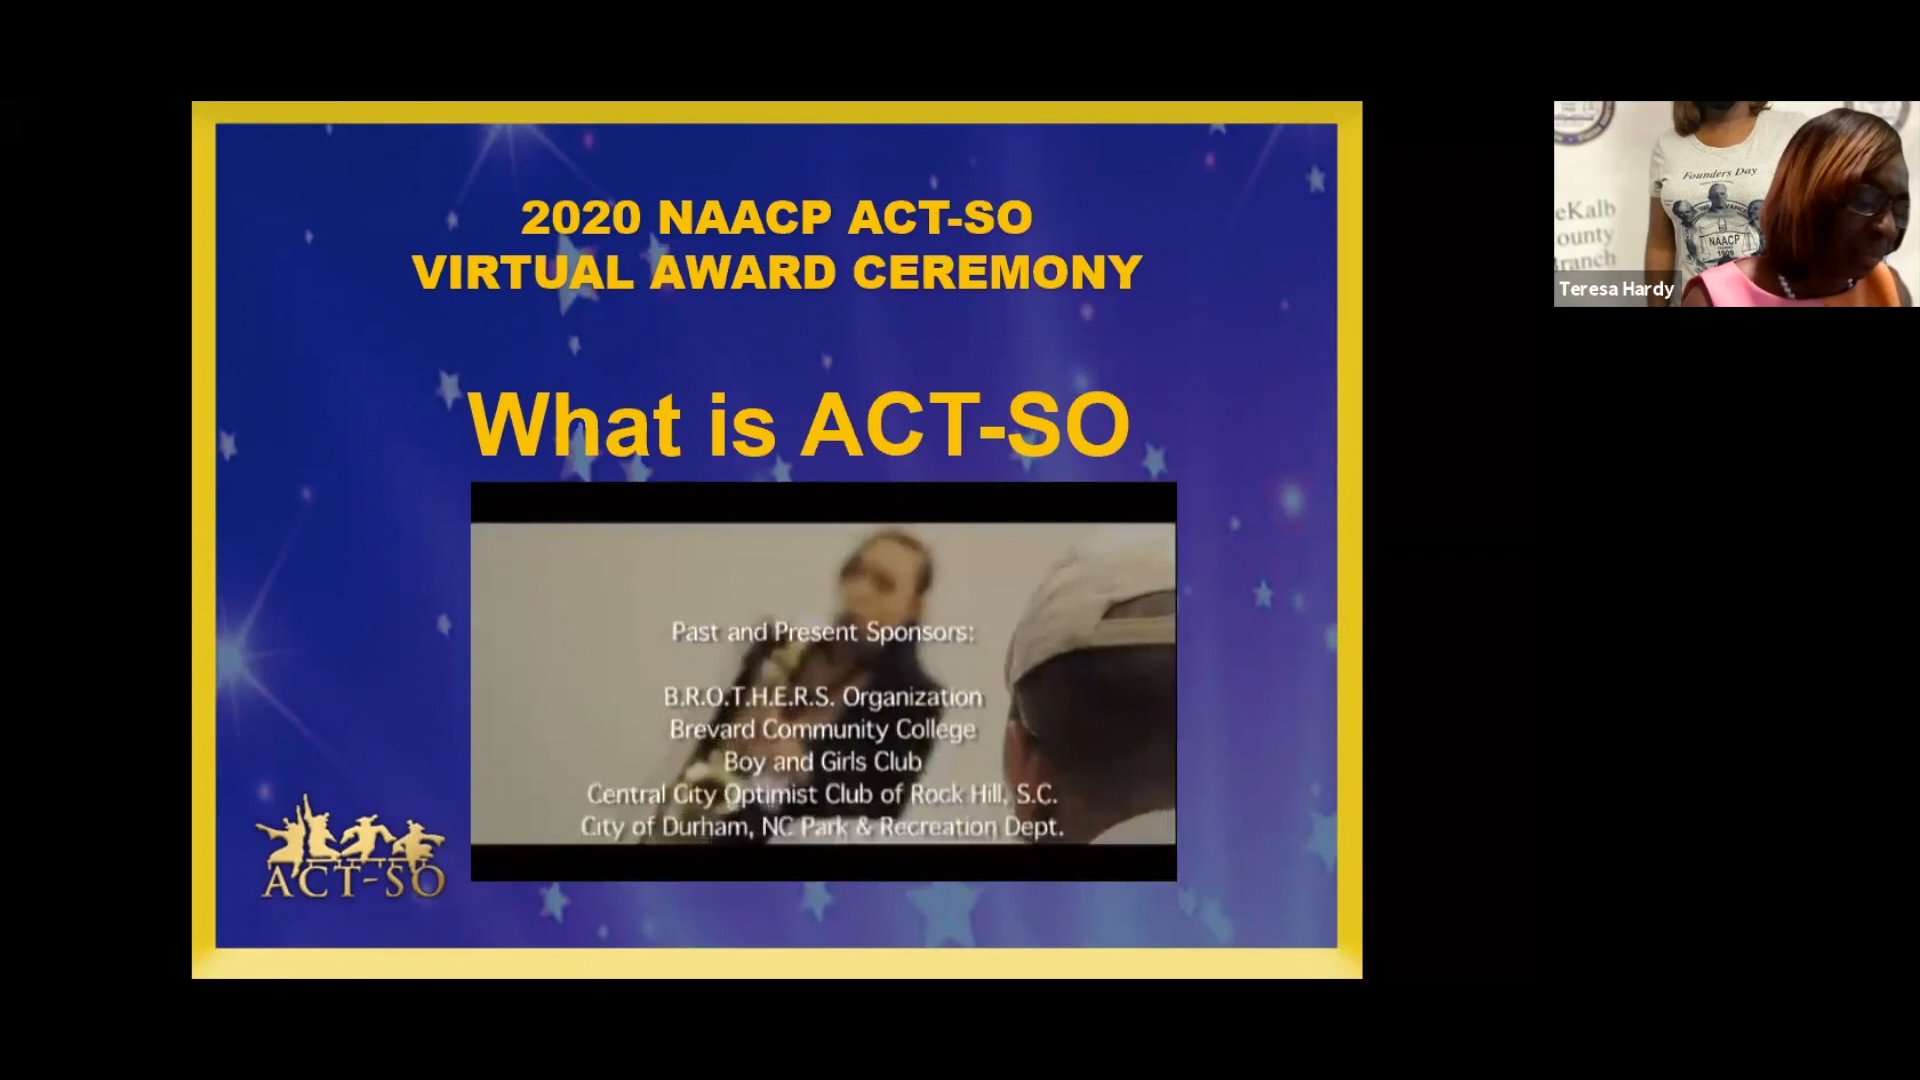 2020 NAACP ACT-SO
VIRTUAL AWARD CEREMONY
What is ACT-SO
Past and Present Sponsors:
B.R.O.T.H.E.R.S. Organization
Brevard Community College
Boy and Girls Club
Central City Optimist Club of Rock Hill, S.C.
City of Durham, NC Park & Recreation Dept.
ACT-SO
Founders Day
NAACP
1909
eKalb
ounty
Branch
Teresa Hardy